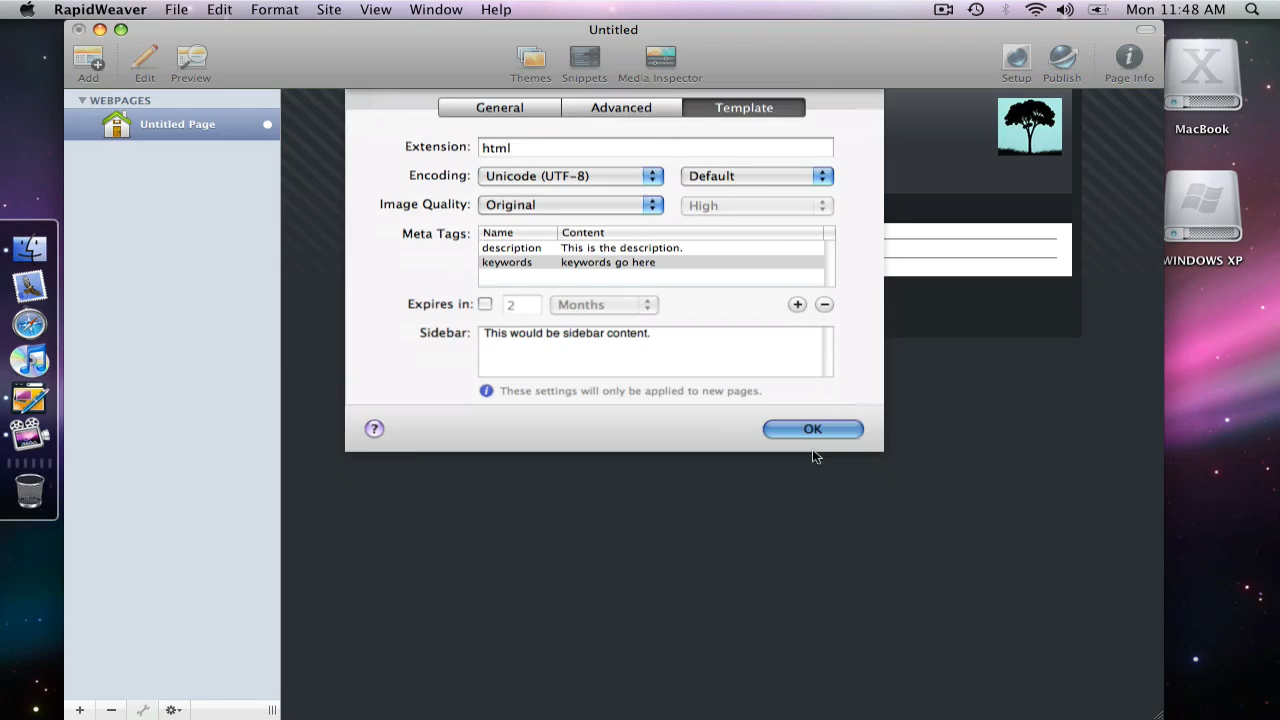 RapidWeaver File Edit Format Site View Window Help Mon 11:48 AM
Untitled
Add Edit Preview Themes Snippets Media Inspector Setup Publish Page Info
WEBPAGES
Untitled Page
General Advanced Template
Extension: html
Encoding: Unicode (UTF-8) Default
Image Quality: Original High
Meta Tags: Name Content
description This is the description.
keywords keywords go here
Expires in: 2 Months
Sidebar: This would be sidebar content.
These settings will only be applied to new pages.
? OK
MacBook
WINDOWS XP